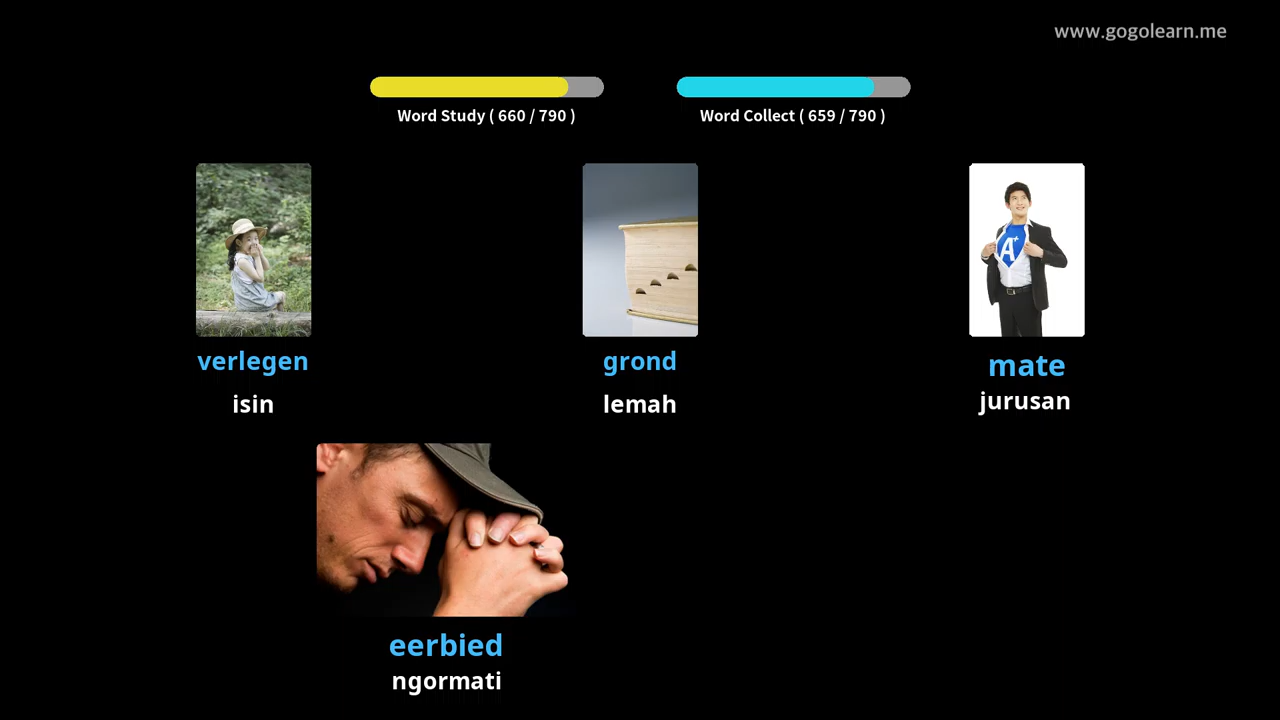 www.gogolearn.me
Word Study ( 660 / 790 )
Word Collect ( 659 / 790 )
A+
verlegen
isin
grond
lemah
mate
jurusan
eerbied
ngormati